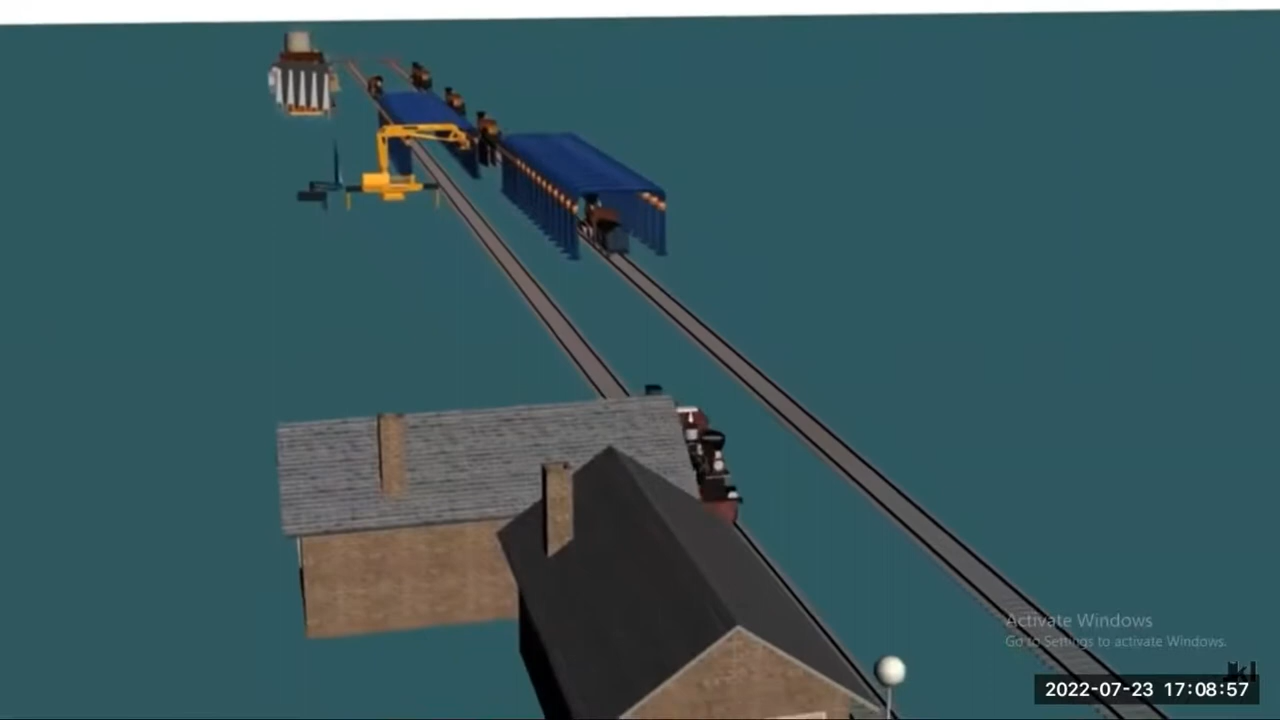 Activate Windows
Go to Settings to activate Windows.
2022-07-23 17:08:57